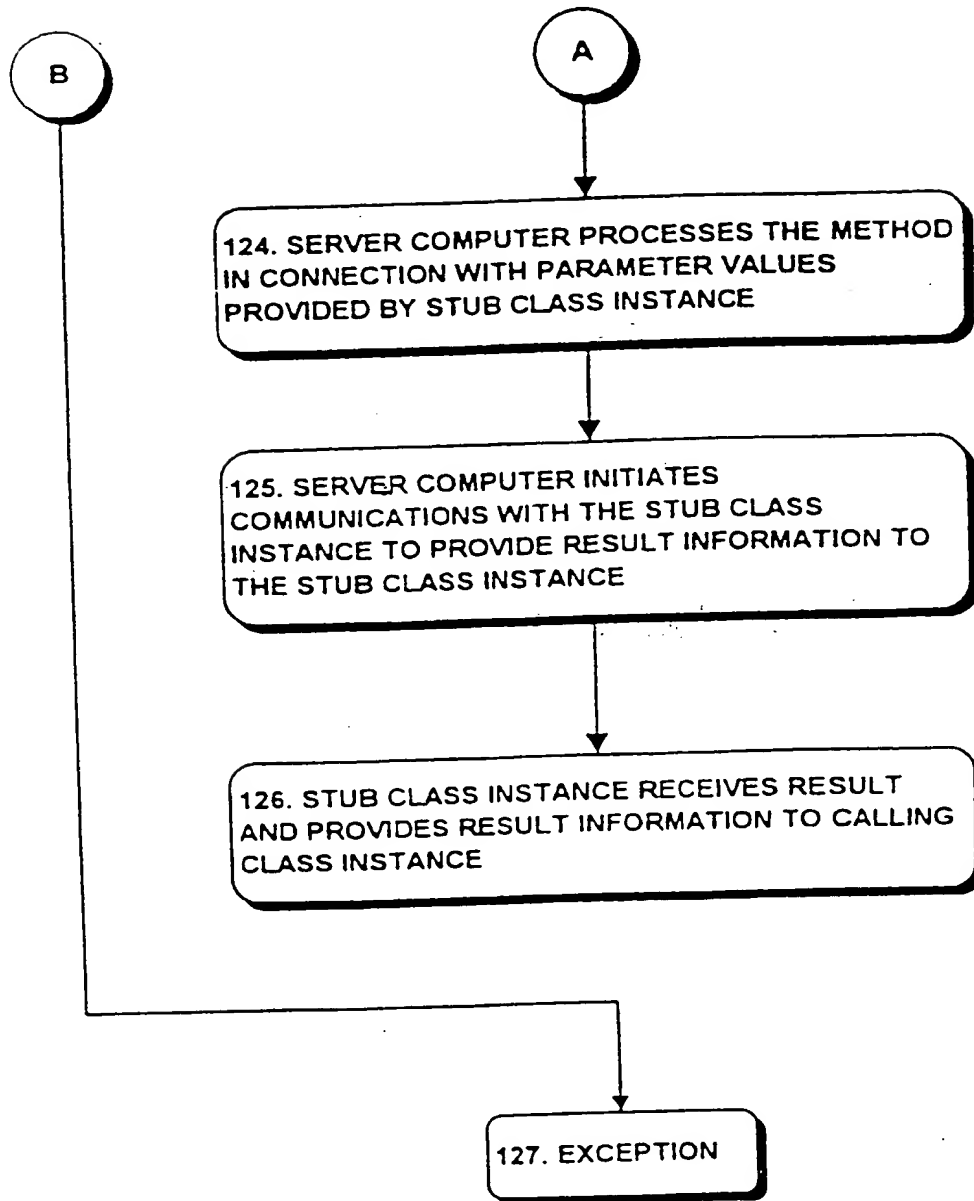 B
A
124. SERVER COMPUTER PROCESSES THE METHOD
IN CONNECTION WITH PARAMETER VALUES
PROVIDED BY STUB CLASS INSTANCE
125. SERVER COMPUTER INITIATES
COMMUNICATIONS WITH THE STUB CLASS
INSTANCE TO PROVIDE RESULT INFORMATION TO
THE STUB CLASS INSTANCE
126. STUB CLASS INSTANCE RECEIVES RESULT
AND PROVIDES RESULT INFORMATION TO CALLING
CLASS INSTANCE
127. EXCEPTION